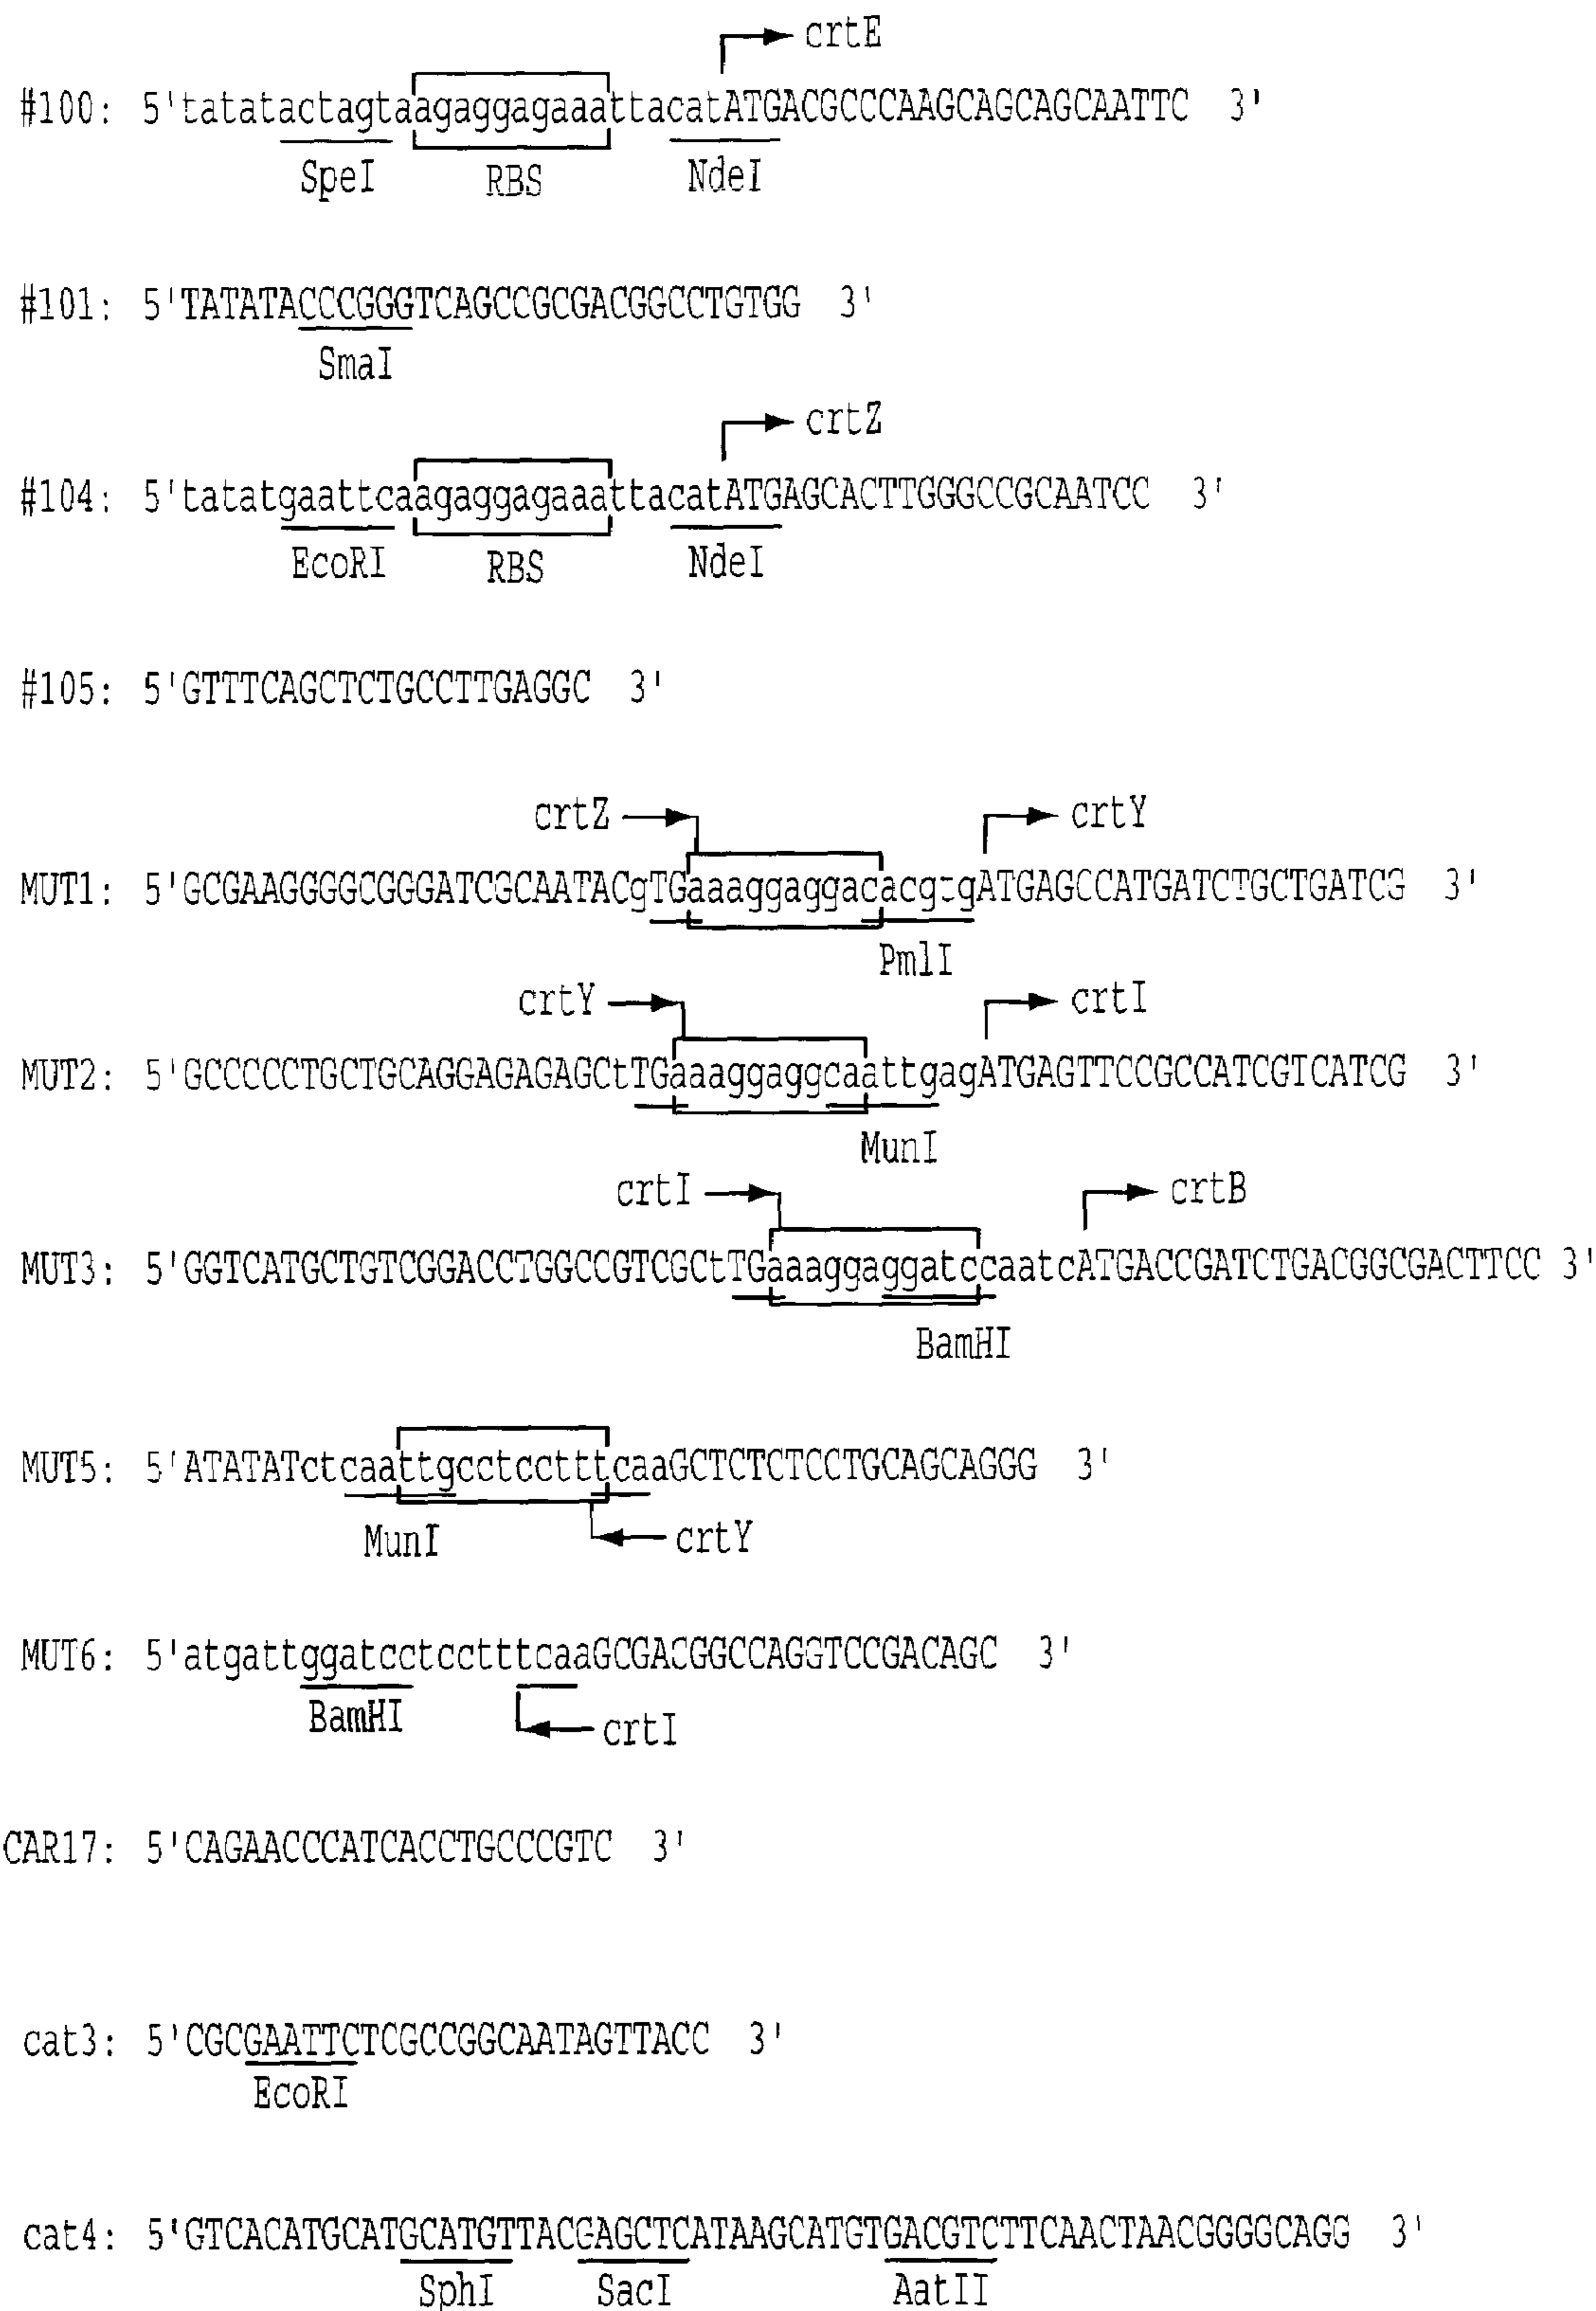 crtE
#100: 5'tatatactagtaagaggagaaattacatATGACGCCCAAGCAGCAGCAATTC 3'
SpeI RBS NdeI
#101: 5'TATATACCCGGGTCAGCCGCGACGGCCTGTGG 3'
SmaI
crtZ
#104: 5'tatatgaattcaagaggagaaattacatATGAGCACTTGGGCCGCAATCC 3'
EcoRI RBS NdeI
#105: 5'GTTTCAGCTCTGCCTTGAGGC 3'
crtZ crtY
MUT1: 5'GCGAAGGGGCGGGATCGCAATACgTGaaaggaggacacgtgATGAGCCATGATCTGCTGATCG 3'
PmlI
crtY crtI
MUT2: 5'GCCCCCTGCTGCAGGAGAGAGCtTGaaaggaggcaattgagATGAGTTCCGCCATCGTCATCG 3'
MunI
crtI crtB
MUT3: 5'GGTCATGCTGTCGGACCTGGCCGTCGCtTGaaaggaggatccaatcATGACCGATCTGACGGCGACTTCC 3'
BamHI
MUT5: 5'ATATATctcaattgcctcctttcaaGCTCTCTCCTGCAGCAGGG 3'
MunI crtY
MUT6: 5'atgattggatcctcctttcaaGCGACGGCCAGGTCCGACAGC 3'
BamHI crtI
CAR17: 5'CAGAACCCATCACCTGCCCGTC 3'
cat3: 5'CGCGAATTCTCGCCGGCAATAGTTACC 3'
EcoRI
cat4: 5'GTCACATGCATGCATGTTACGAGCTCATAAGCATGTGACGTCTTCAACTAACGGGGCAGG 3'
SphI SacI AatII